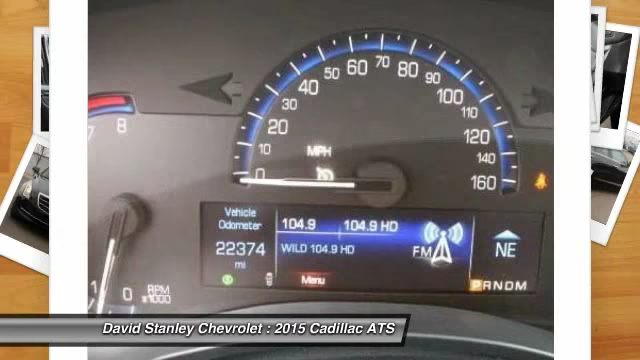 60 70 80
50 90
40 100
30 110
20 120
10 140
0 160
MPH
7 8
1 0
RPM
x1000
Vehicle
Odometer
22374
mi
104.9 104.9 HD
WILD 104.9 HD
FM
Menu
NE
PRNDM
David Stanley Chevrolet : 2015 Cadillac ATS